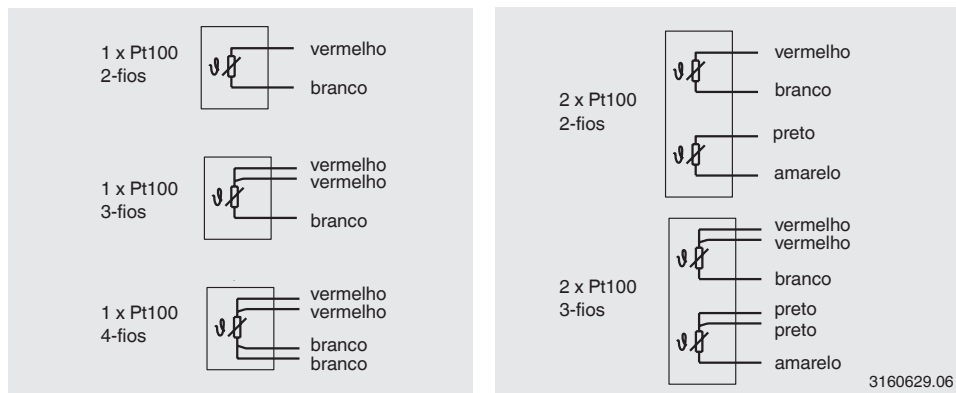 1 x Pt100
2-fios
vermelho
branco
1 x Pt100
3-fios
vermelho
vermelho
branco
1 x Pt100
4-fios
vermelho
vermelho
branco
branco
2 x Pt100
2-fios
vermelho
branco
preto
amarelo
2 x Pt100
3-fios
vermelho
vermelho
branco
preto
preto
amarelo
3160629.06